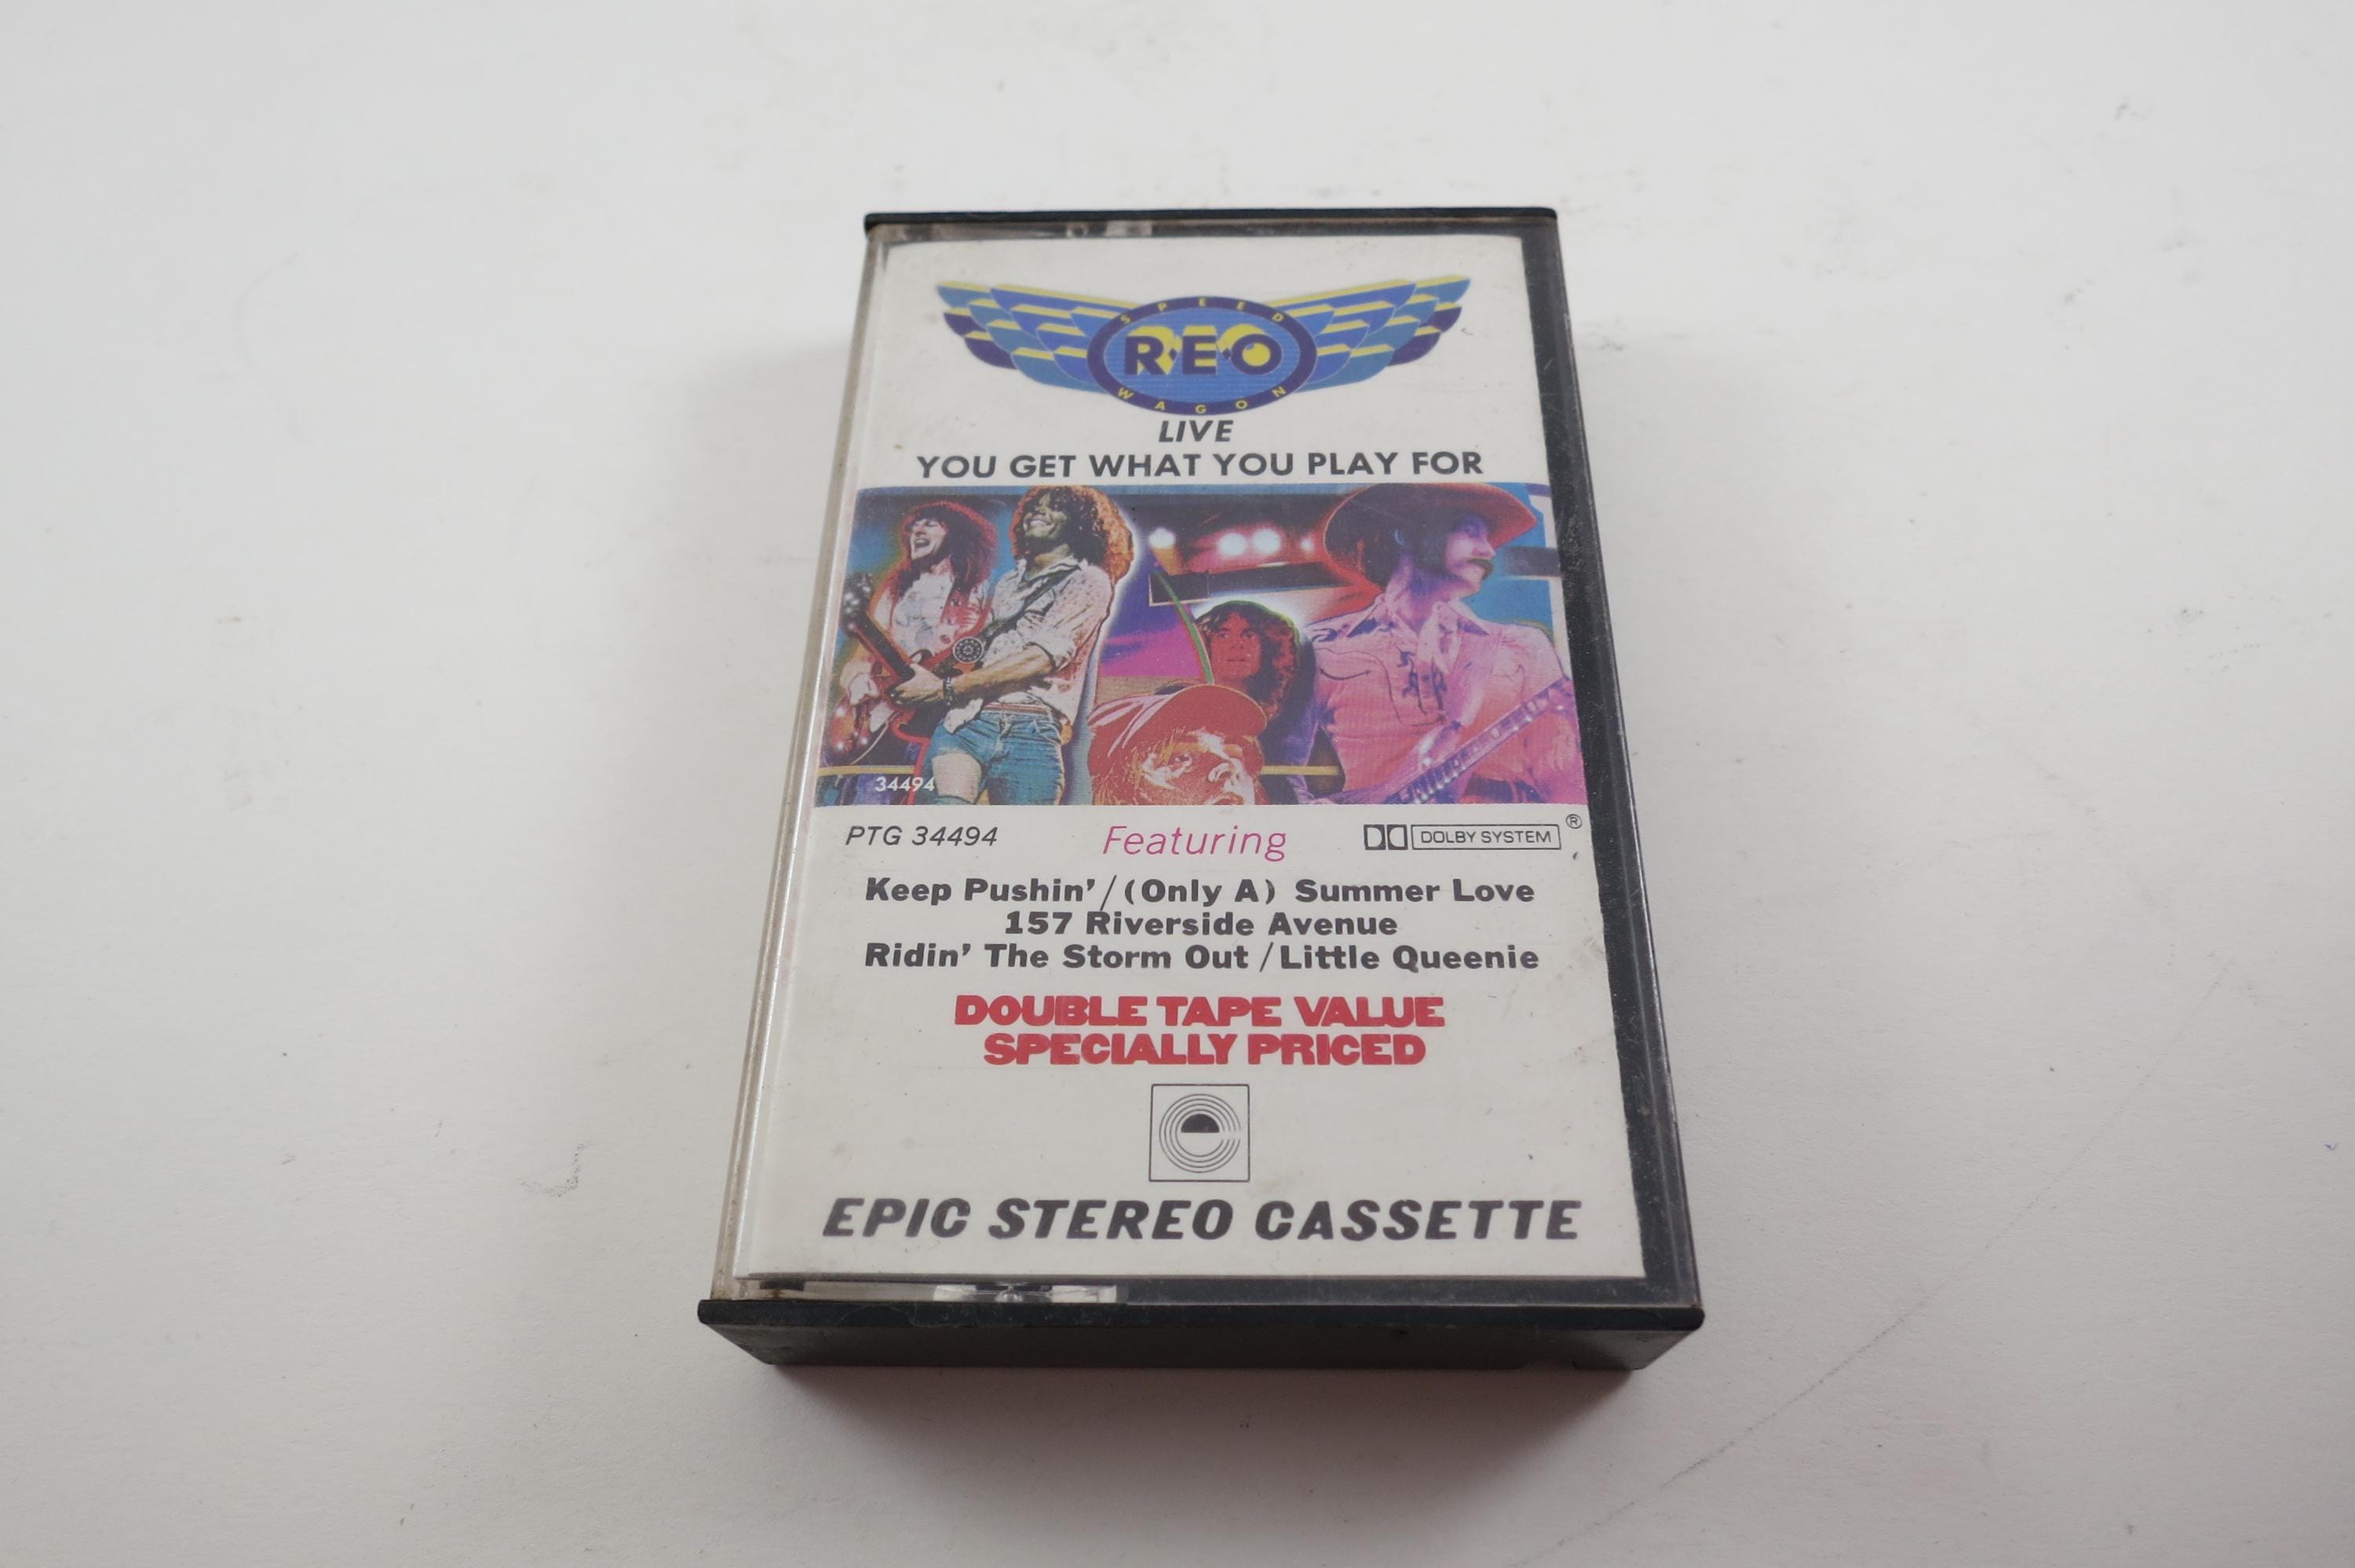 SPEED
REO
WAGON
LIVE
YOU GET WHAT YOU PLAY FOR
34494
PTG 34494 Featuring DOLBY SYSTEM ®
Keep Pushin' / (Only A) Summer Love
157 Riverside Avenue
Ridin' The Storm Out / Little Queenie
DOUBLE TAPE VALUE
SPECIALLY PRICED
EPIC STEREO CASSETTE